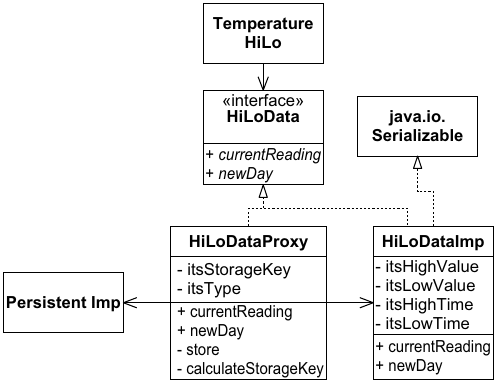 Temperature
HiLo
«interface»
HiLoData
+ currentReading
+ newDay
java.io.
Serializable
HiLoDataProxy
- itsStorageKey
- itsType
+ currentReading
+ newDay
- store
- calculateStorageKey
HiLoDataImp
- itsHighValue
- itsLowValue
- itsHighTime
- itsLowTime
+ currentReading
+ newDay
Persistent Imp